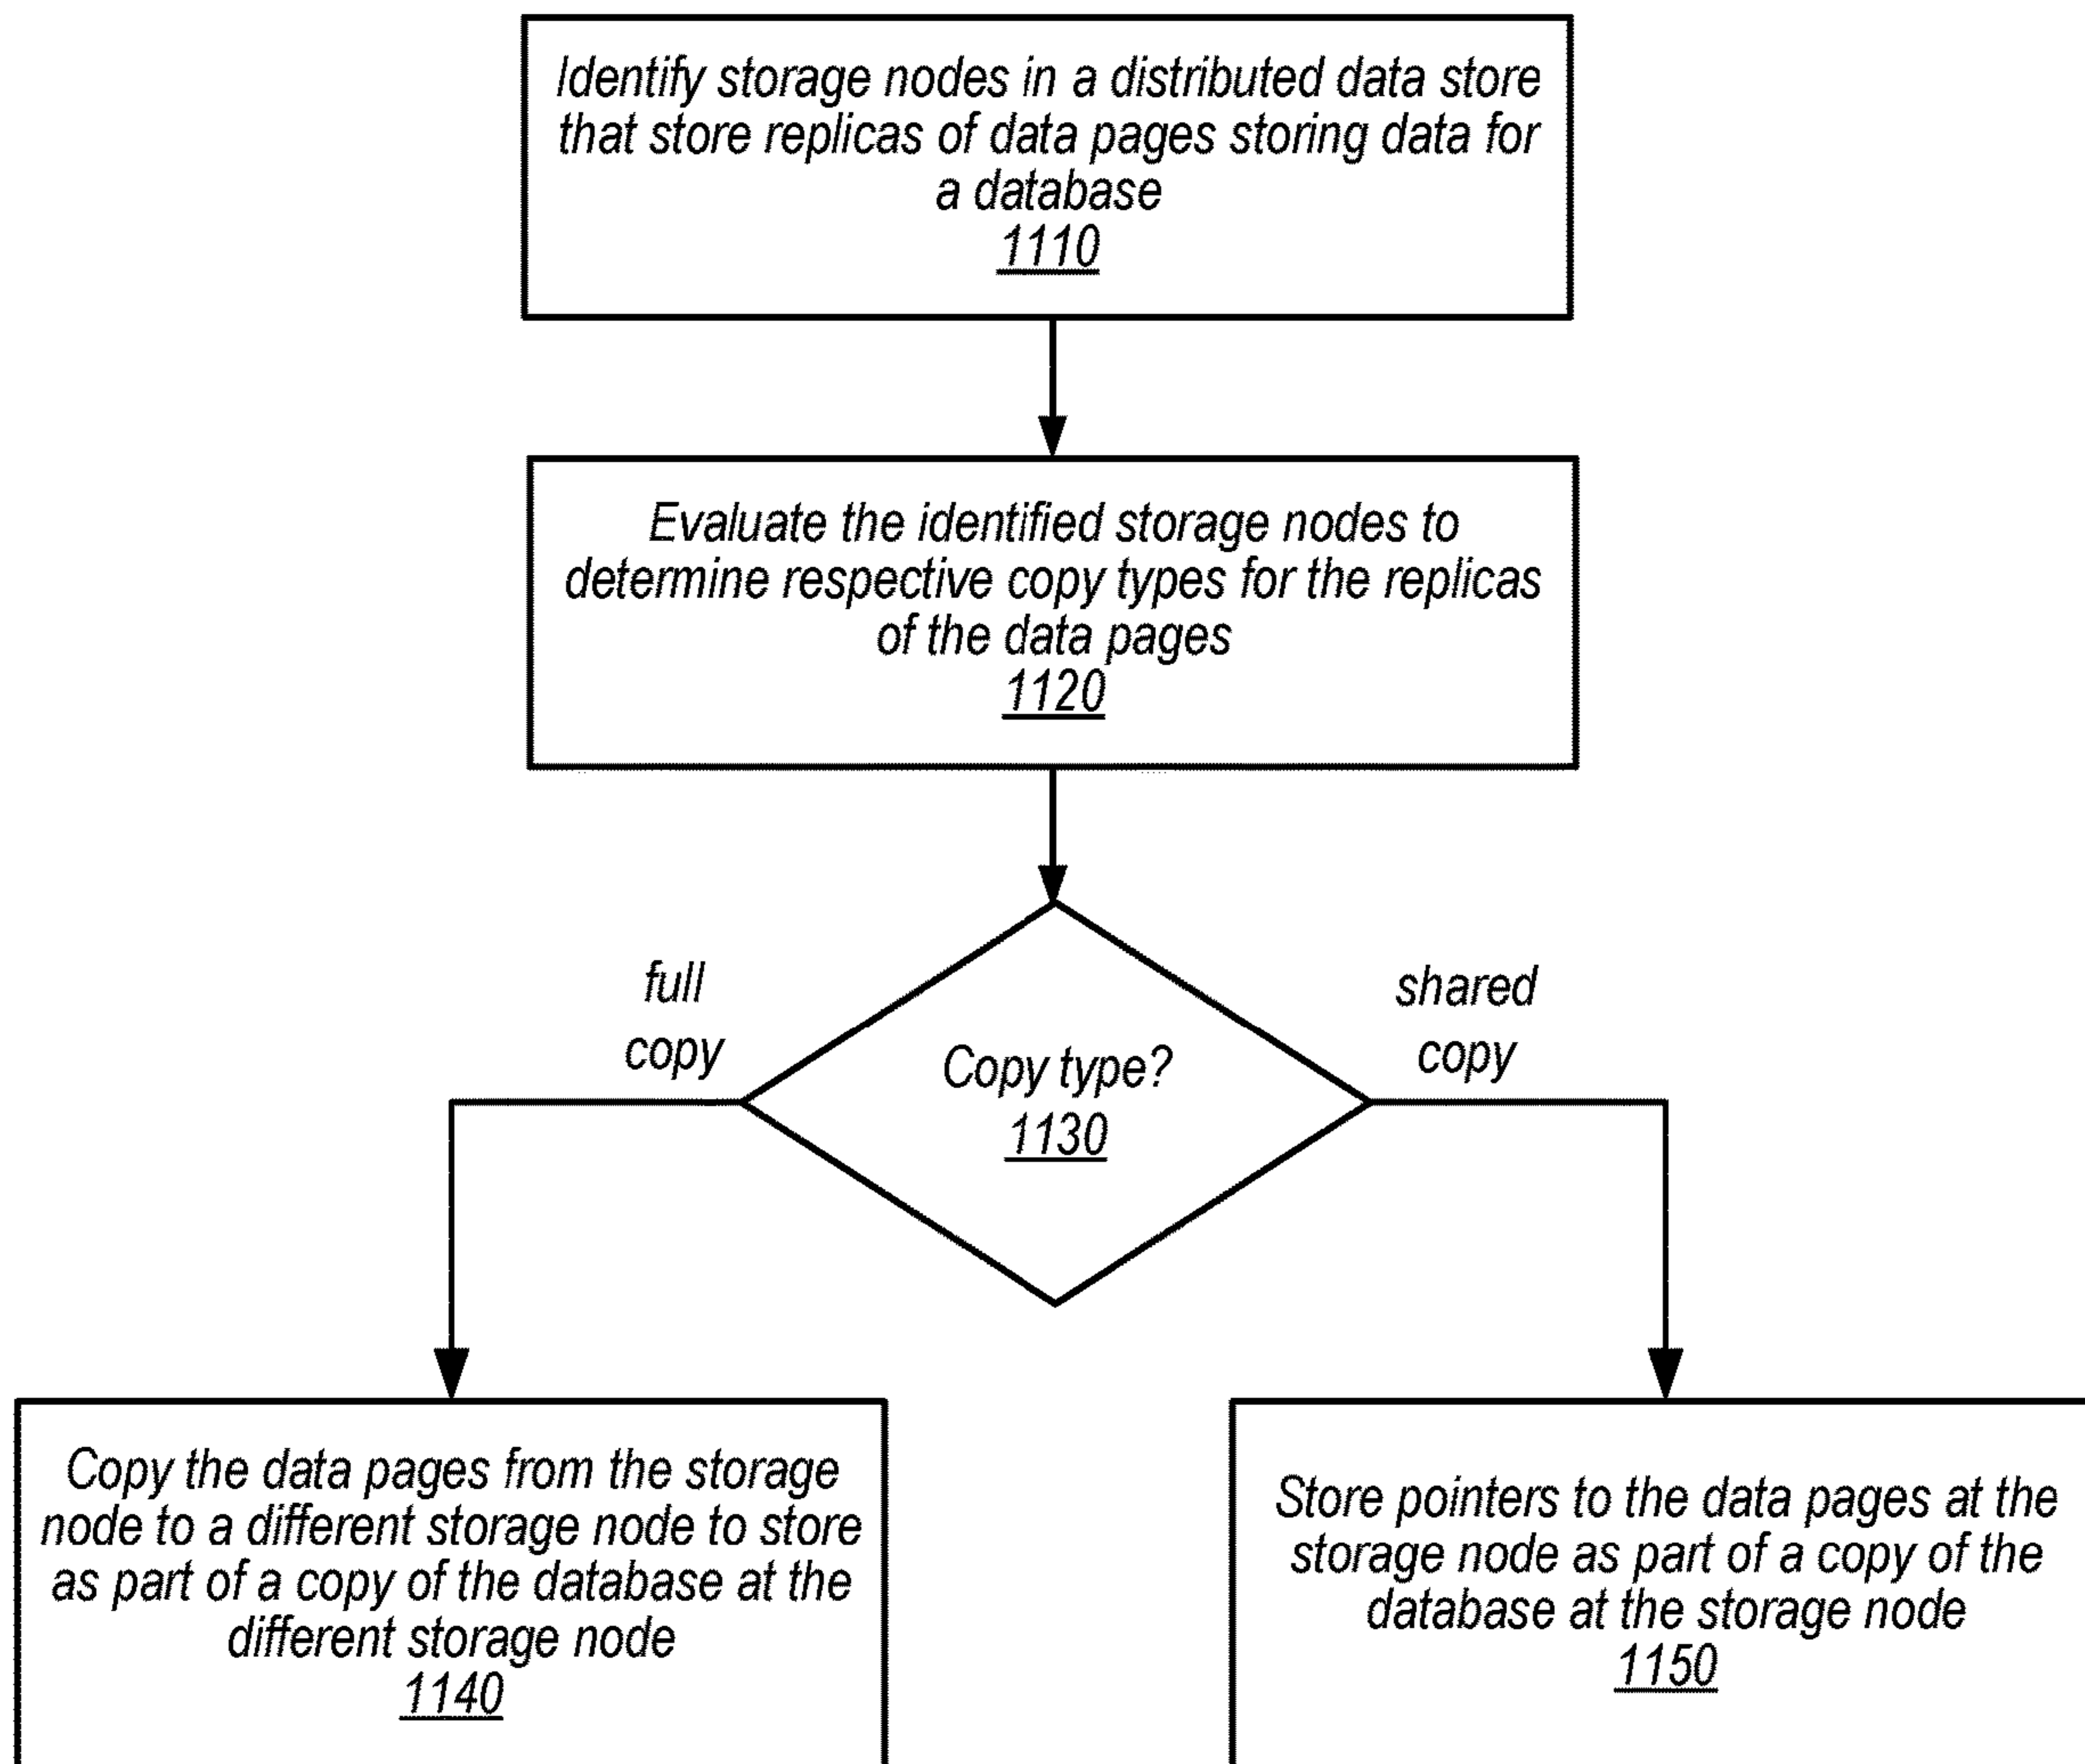 Identify storage nodes in a distributed data store
that store replicas of data pages storing data for
a database
1110
Evaluate the identified storage nodes to
determine respective copy types for the replicas
of the data pages
1120
full
copy
Copy type?
1130
shared
copy
Copy the data pages from the storage
node to a different storage node to store
as part of a copy of the database at the
different storage node
1140
Store pointers to the data pages at the
storage node as part of a copy of the
database at the storage node
1150